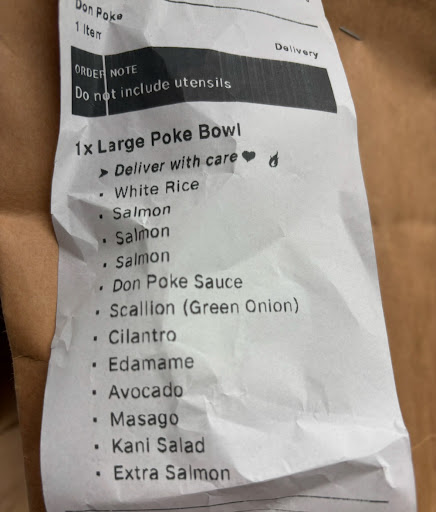 Don Poke
1 Item
Delivery
ORDER NOTE
Do not include utensils
1x Large Poke Bowl
➤ Deliver with care ❤ 🔥
• White Rice
• Salmon
• Salmon
• Salmon
• Don Poke Sauce
• Scallion (Green Onion)
• Cilantro
• Edamame
• Avocado
• Masago
• Kani Salad
• Extra Salmon